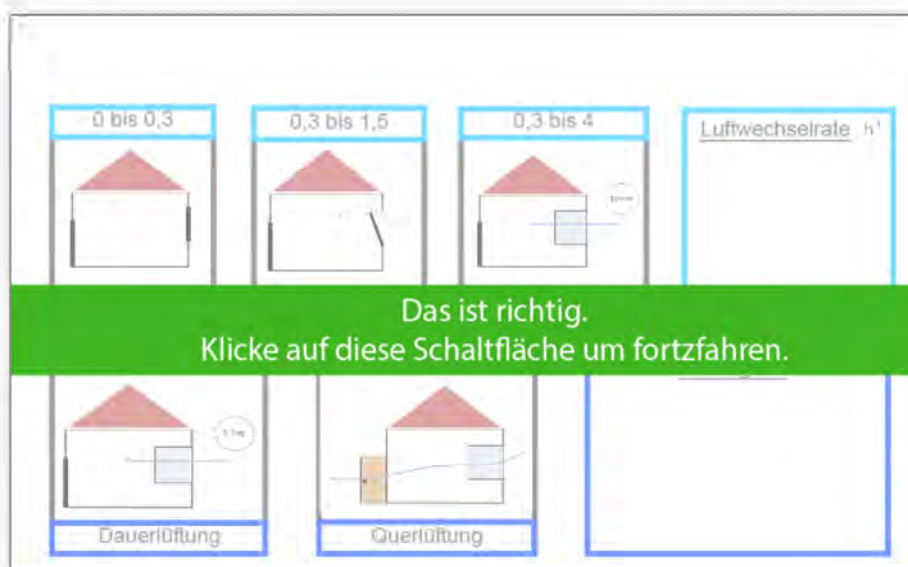 0 bis 0,3
0,3 bis 1,5
0,3 bis 4
Luftwechselrate h¹
Das ist richtig.
Klicke auf diese Schaltfläche um fortzfahren.
Dauerlüftung
Querlüftung